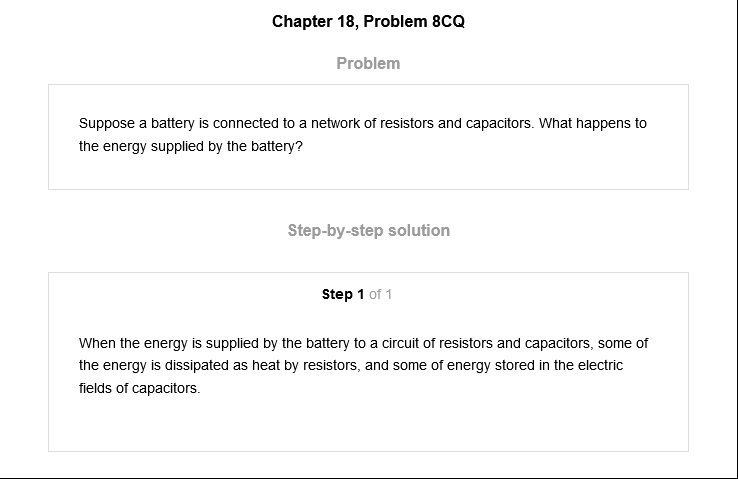 Chapter 18, Problem 8CQ
Problem
Suppose a battery is connected to a network of resistors and capacitors. What happens to
the energy supplied by the battery?
Step-by-step solution
Step 1 of 1
When the energy is supplied by the battery to a circuit of resistors and capacitors, some of
the energy is dissipated as heat by resistors, and some of energy stored in the electric
fields of capacitors.